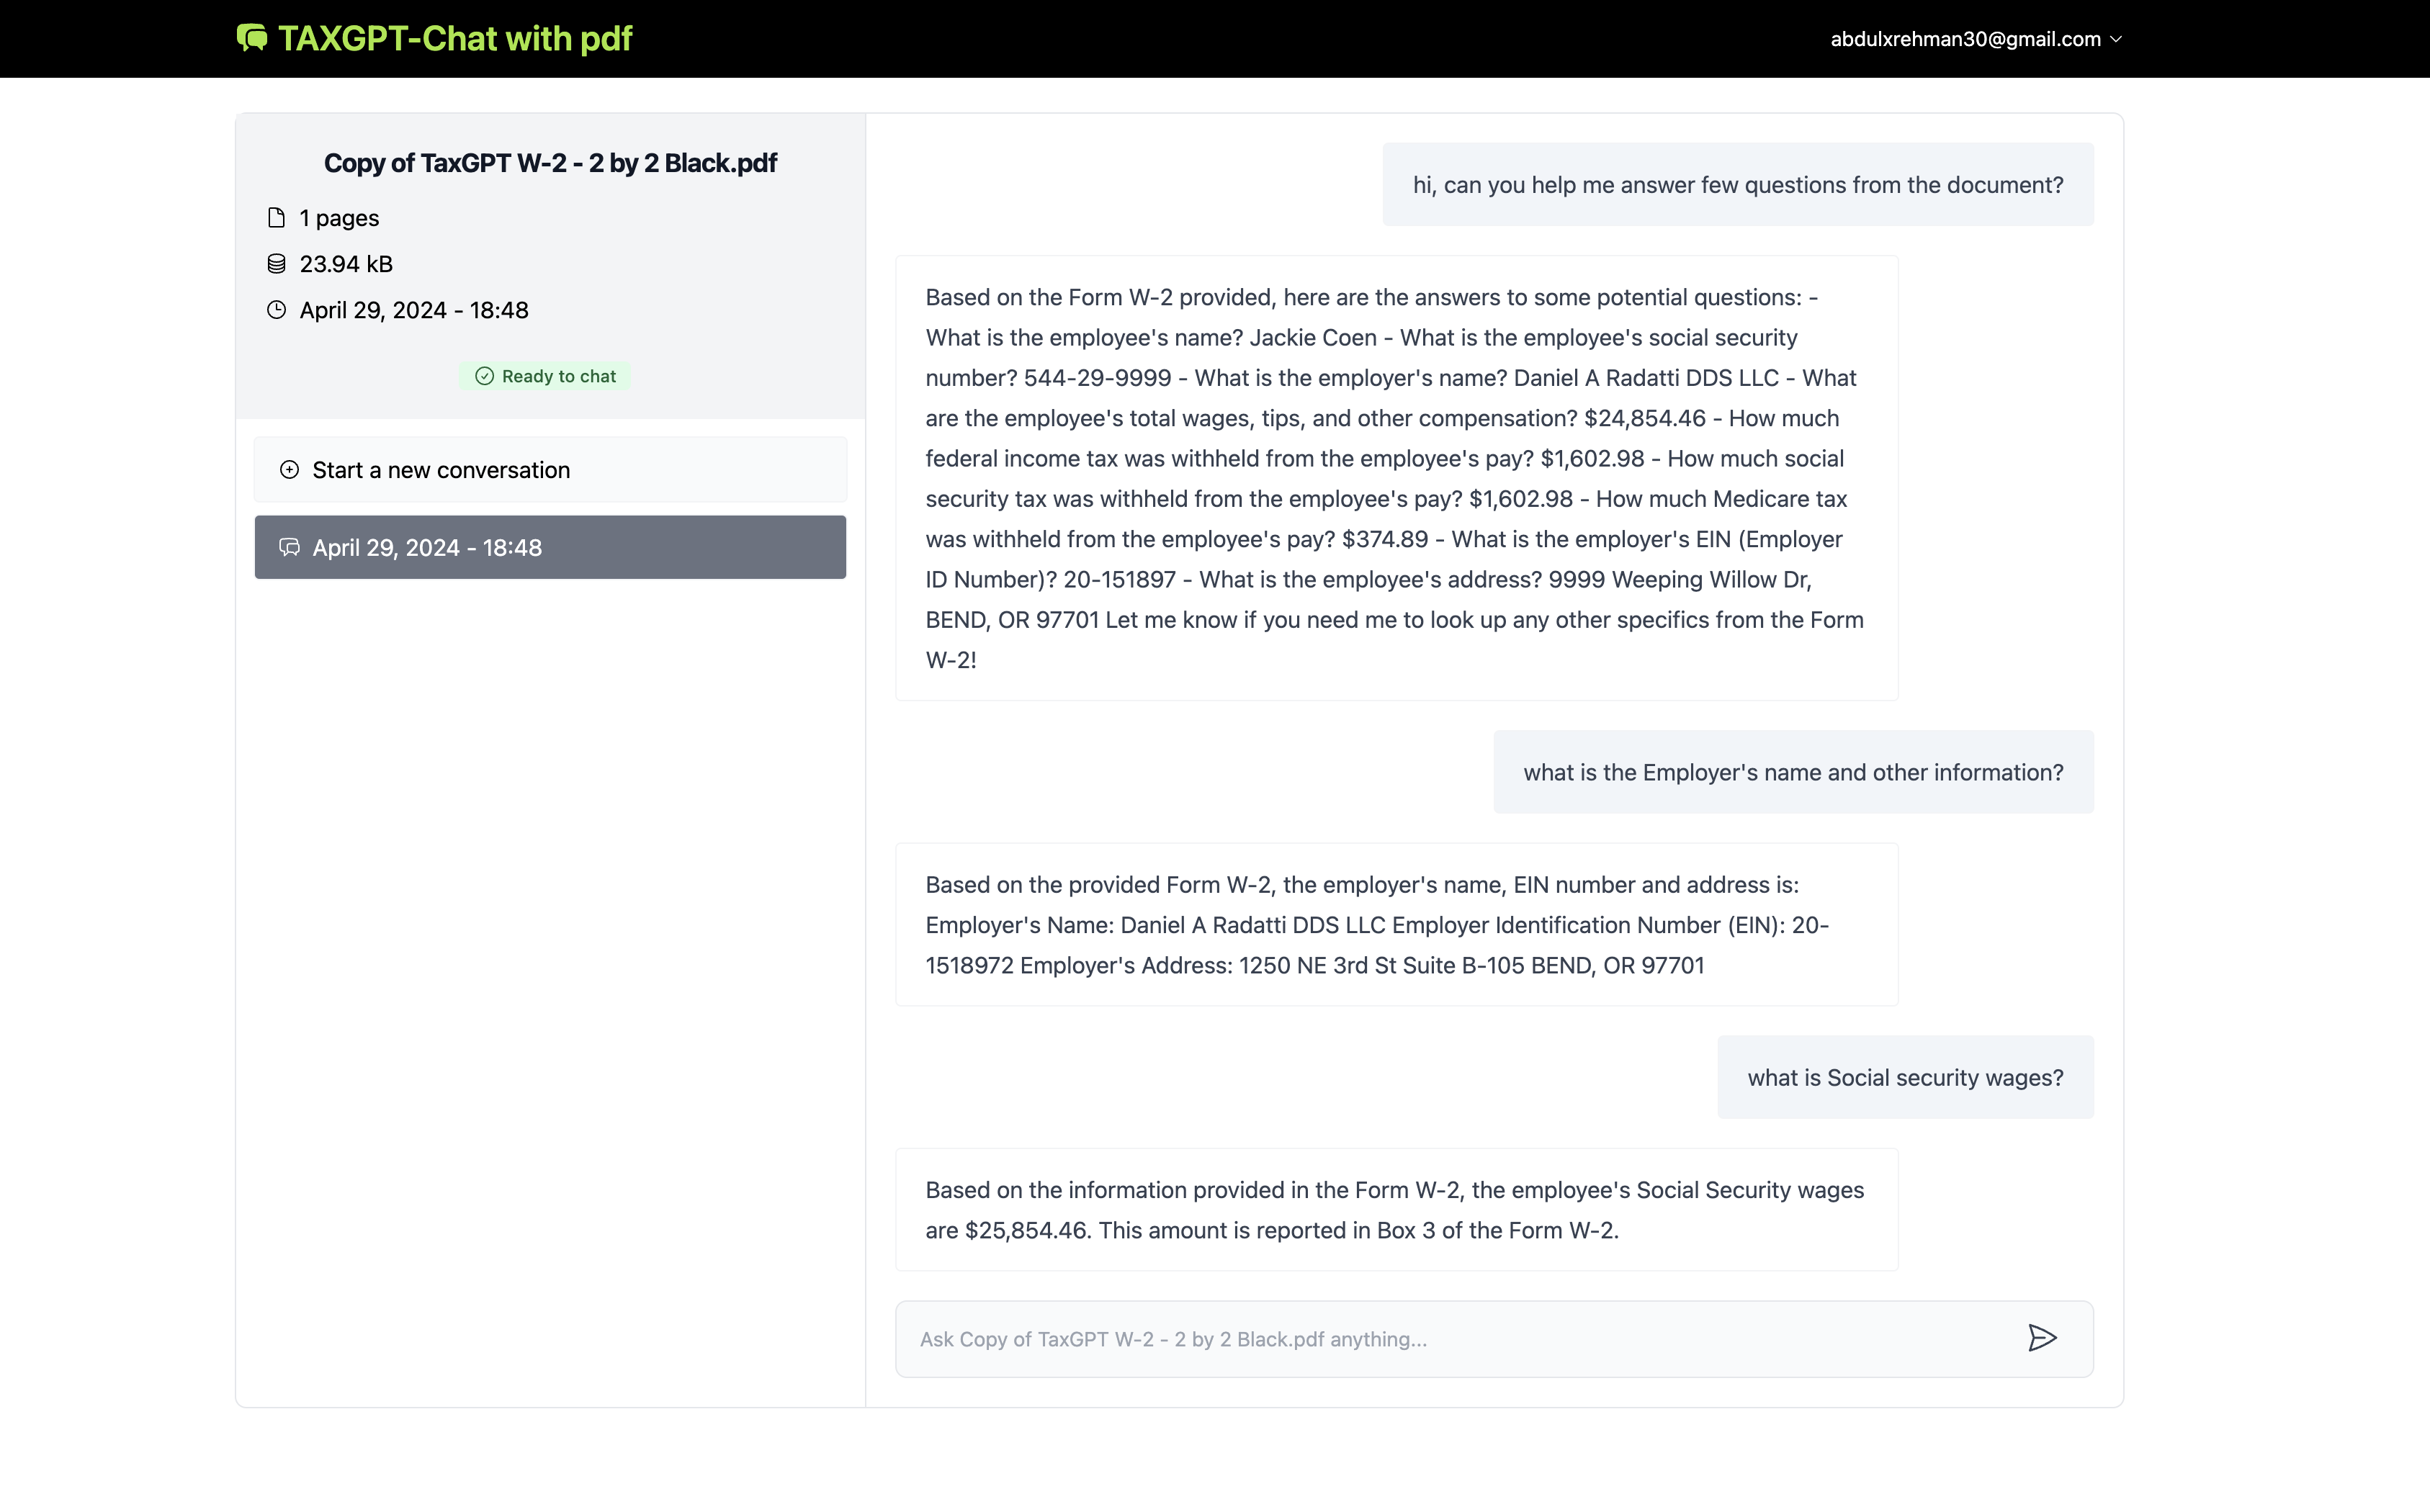 TAXGPT-Chat with pdf
abdulxrehman30@gmail.com
Copy of TaxGPT W-2 - 2 by 2 Black.pdf
1 pages
23.94 kB
April 29, 2024 - 18:48
Ready to chat
Start a new conversation
April 29, 2024 - 18:48
hi, can you help me answer few questions from the document?
Based on the Form W-2 provided, here are the answers to some potential questions: -
What is the employee's name? Jackie Coen - What is the employee's social security
number? 544-29-9999 - What is the employer's name? Daniel A Radatti DDS LLC - What
are the employee's total wages, tips, and other compensation? $24,854.46 - How much
federal income tax was withheld from the employee's pay? $1,602.98 - How much social
security tax was withheld from the employee's pay? $1,602.98 - How much Medicare tax
was withheld from the employee's pay? $374.89 - What is the employer's EIN (Employer
ID Number)? 20-151897 - What is the employee's address? 9999 Weeping Willow Dr,
BEND, OR 97701 Let me know if you need me to look up any other specifics from the Form
W-2!
what is the Employer's name and other information?
Based on the provided Form W-2, the employer's name, EIN number and address is:
Employer's Name: Daniel A Radatti DDS LLC Employer Identification Number (EIN): 20-
1518972 Employer's Address: 1250 NE 3rd St Suite B-105 BEND, OR 97701
what is Social security wages?
Based on the information provided in the Form W-2, the employee's Social Security wages
are $25,854.46. This amount is reported in Box 3 of the Form W-2.
Ask Copy of TaxGPT W-2 - 2 by 2 Black.pdf anything...